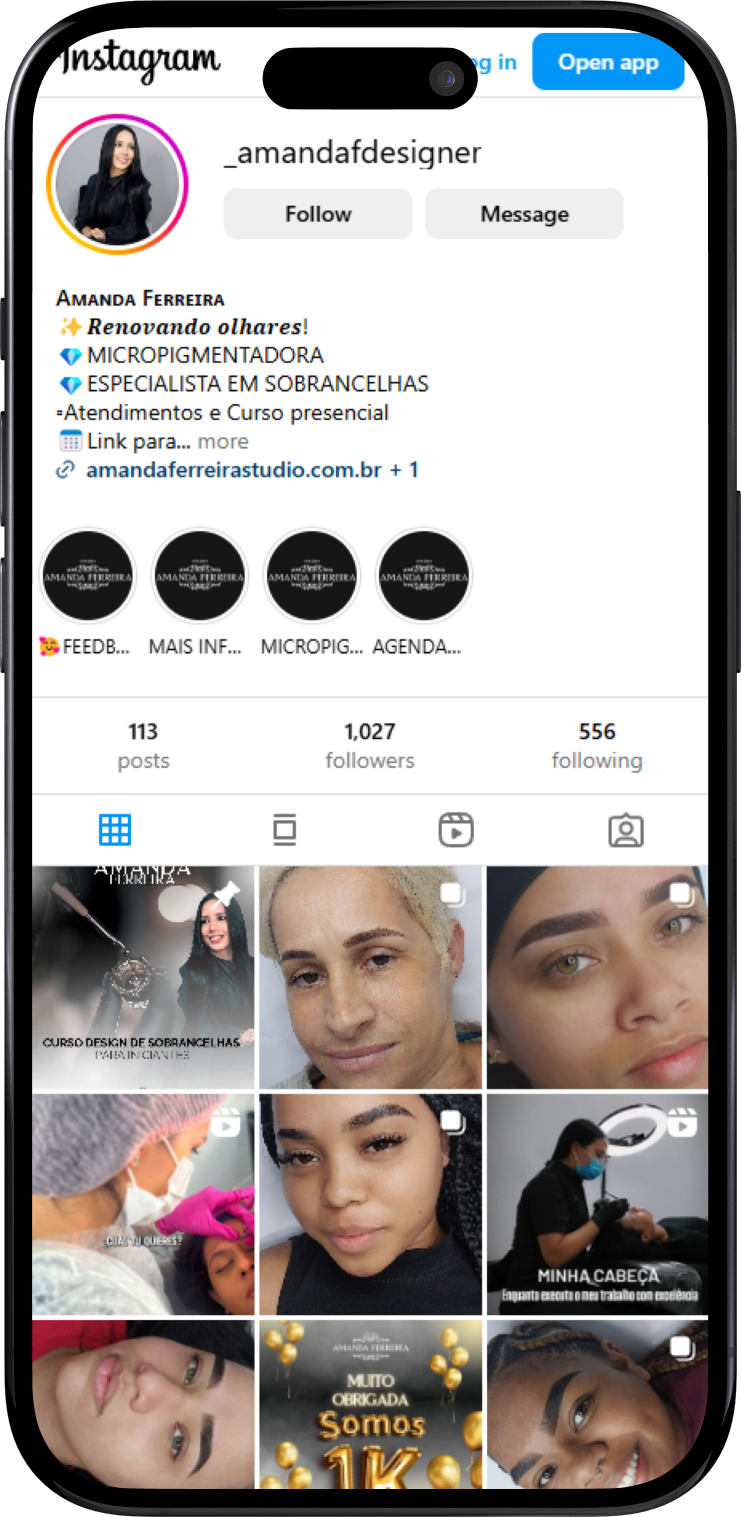 Instagram
og in
Open app
_amandafdesigner
Follow
Message
Amanda Ferreira
✨ Renovando olhares!
💎 MICROPIGMENTADORA
💎 ESPECIALISTA EM SOBRANCELHAS
▫Atendimentos e Curso presencial
📅 Link para... more
amandaferreirastudio.com.br + 1
AMANDA FERREIRA
AMANDA FERREIRA
AMANDA FERREIRA
AMANDA FERREIRA
🥰 FEEDB...
MAIS INF...
MICROPIG...
AGENDA...
113
posts
1,027
followers
556
following
AMANDA
FERREIRA
CURSO DESIGN DE SOBRANCELHAS
PARA INICIANTES
¿CUAL TU QUIERES?
MINHA CABEÇA
Enquanto executo o meu trabalho com excelência
AMANDA FERREIRA
MUITO
OBRIGADA
Somos
1K